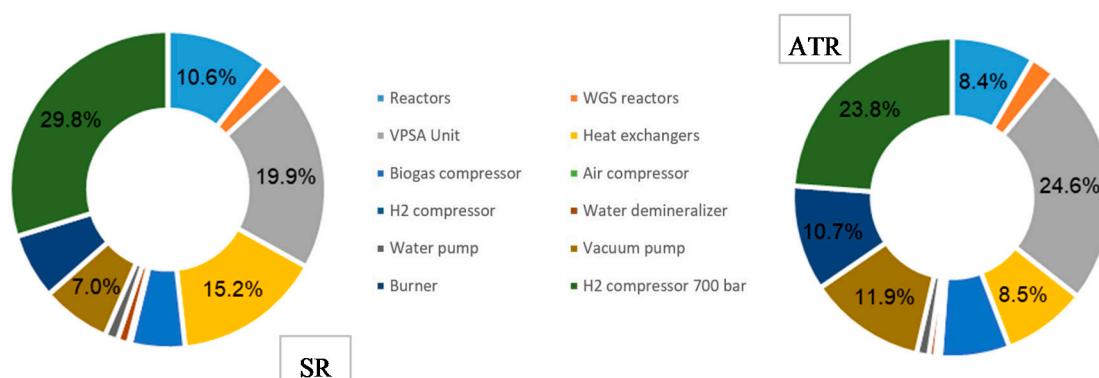 ATR
10.6%
29.8%
19.9%
15.2%
7.0%
SR
Reactors
WGS reactors
VPSA Unit
Heat exchangers
Biogas compressor
Air compressor
H2 compressor
Water demineralizer
Water pump
Vacuum pump
Burner
H2 compressor 700 bar
8.4%
23.8%
24.6%
10.7%
8.5%
11.9%